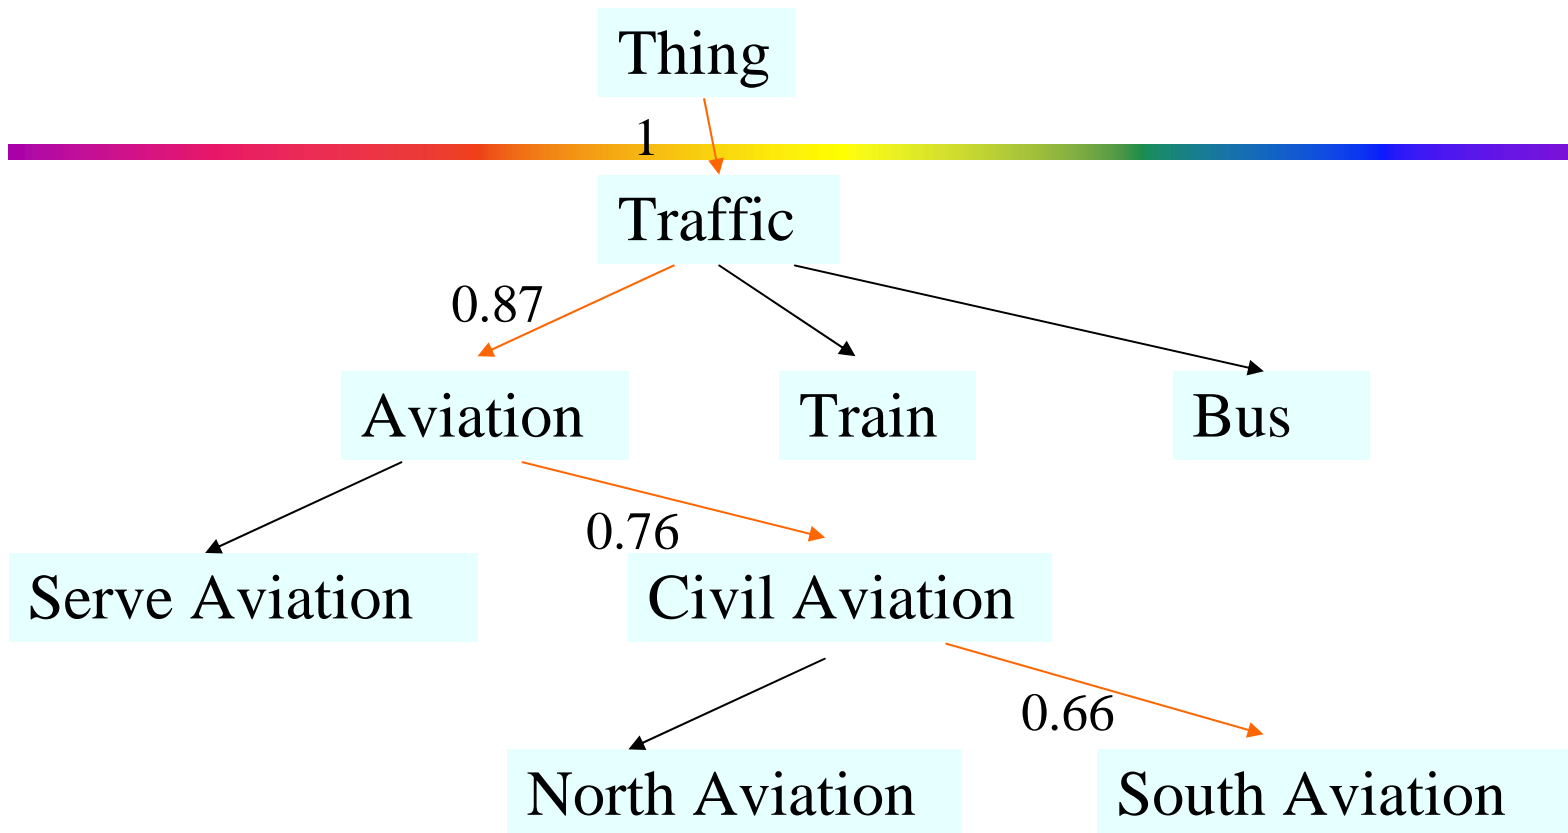 Thing
1
Traffic
0.87
Aviation
Train
Bus
0.76
Serve Aviation
Civil Aviation
0.66
North Aviation
South Aviation